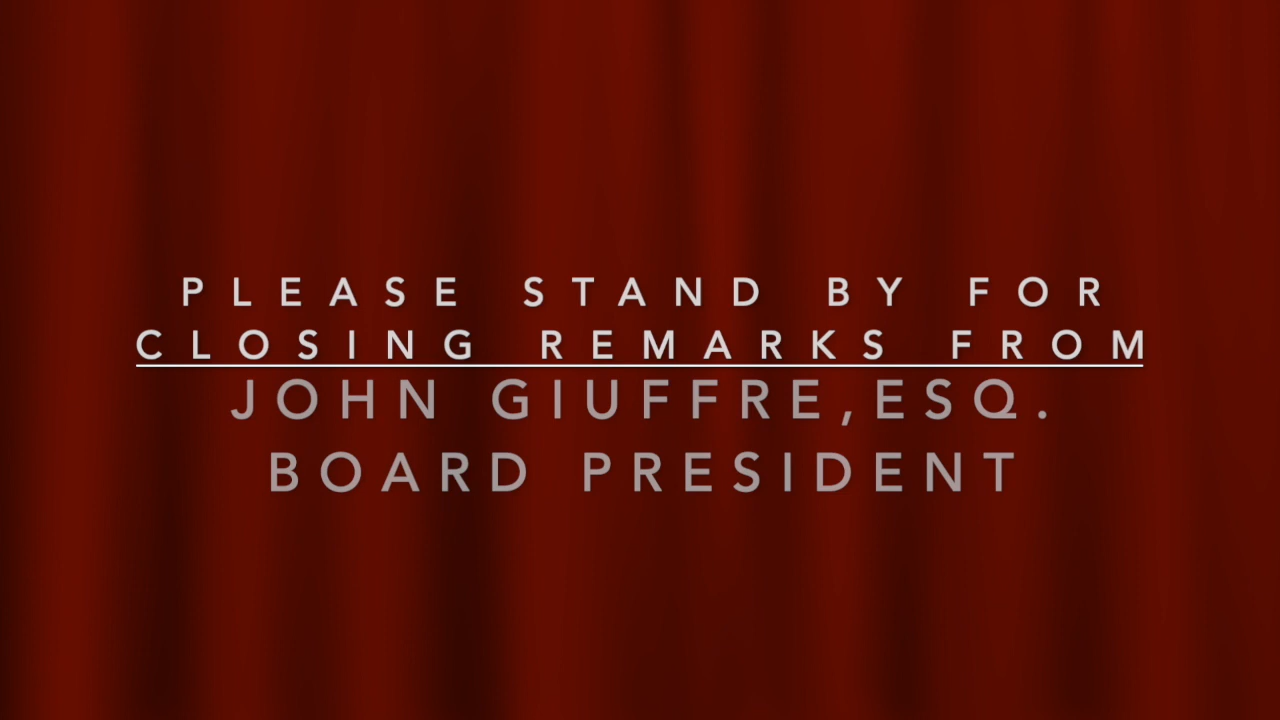 PLEASE STAND BY FOR
CLOSING REMARKS FROM
JOHN GIUFFRE,ESQ.
BOARD PRESIDENT